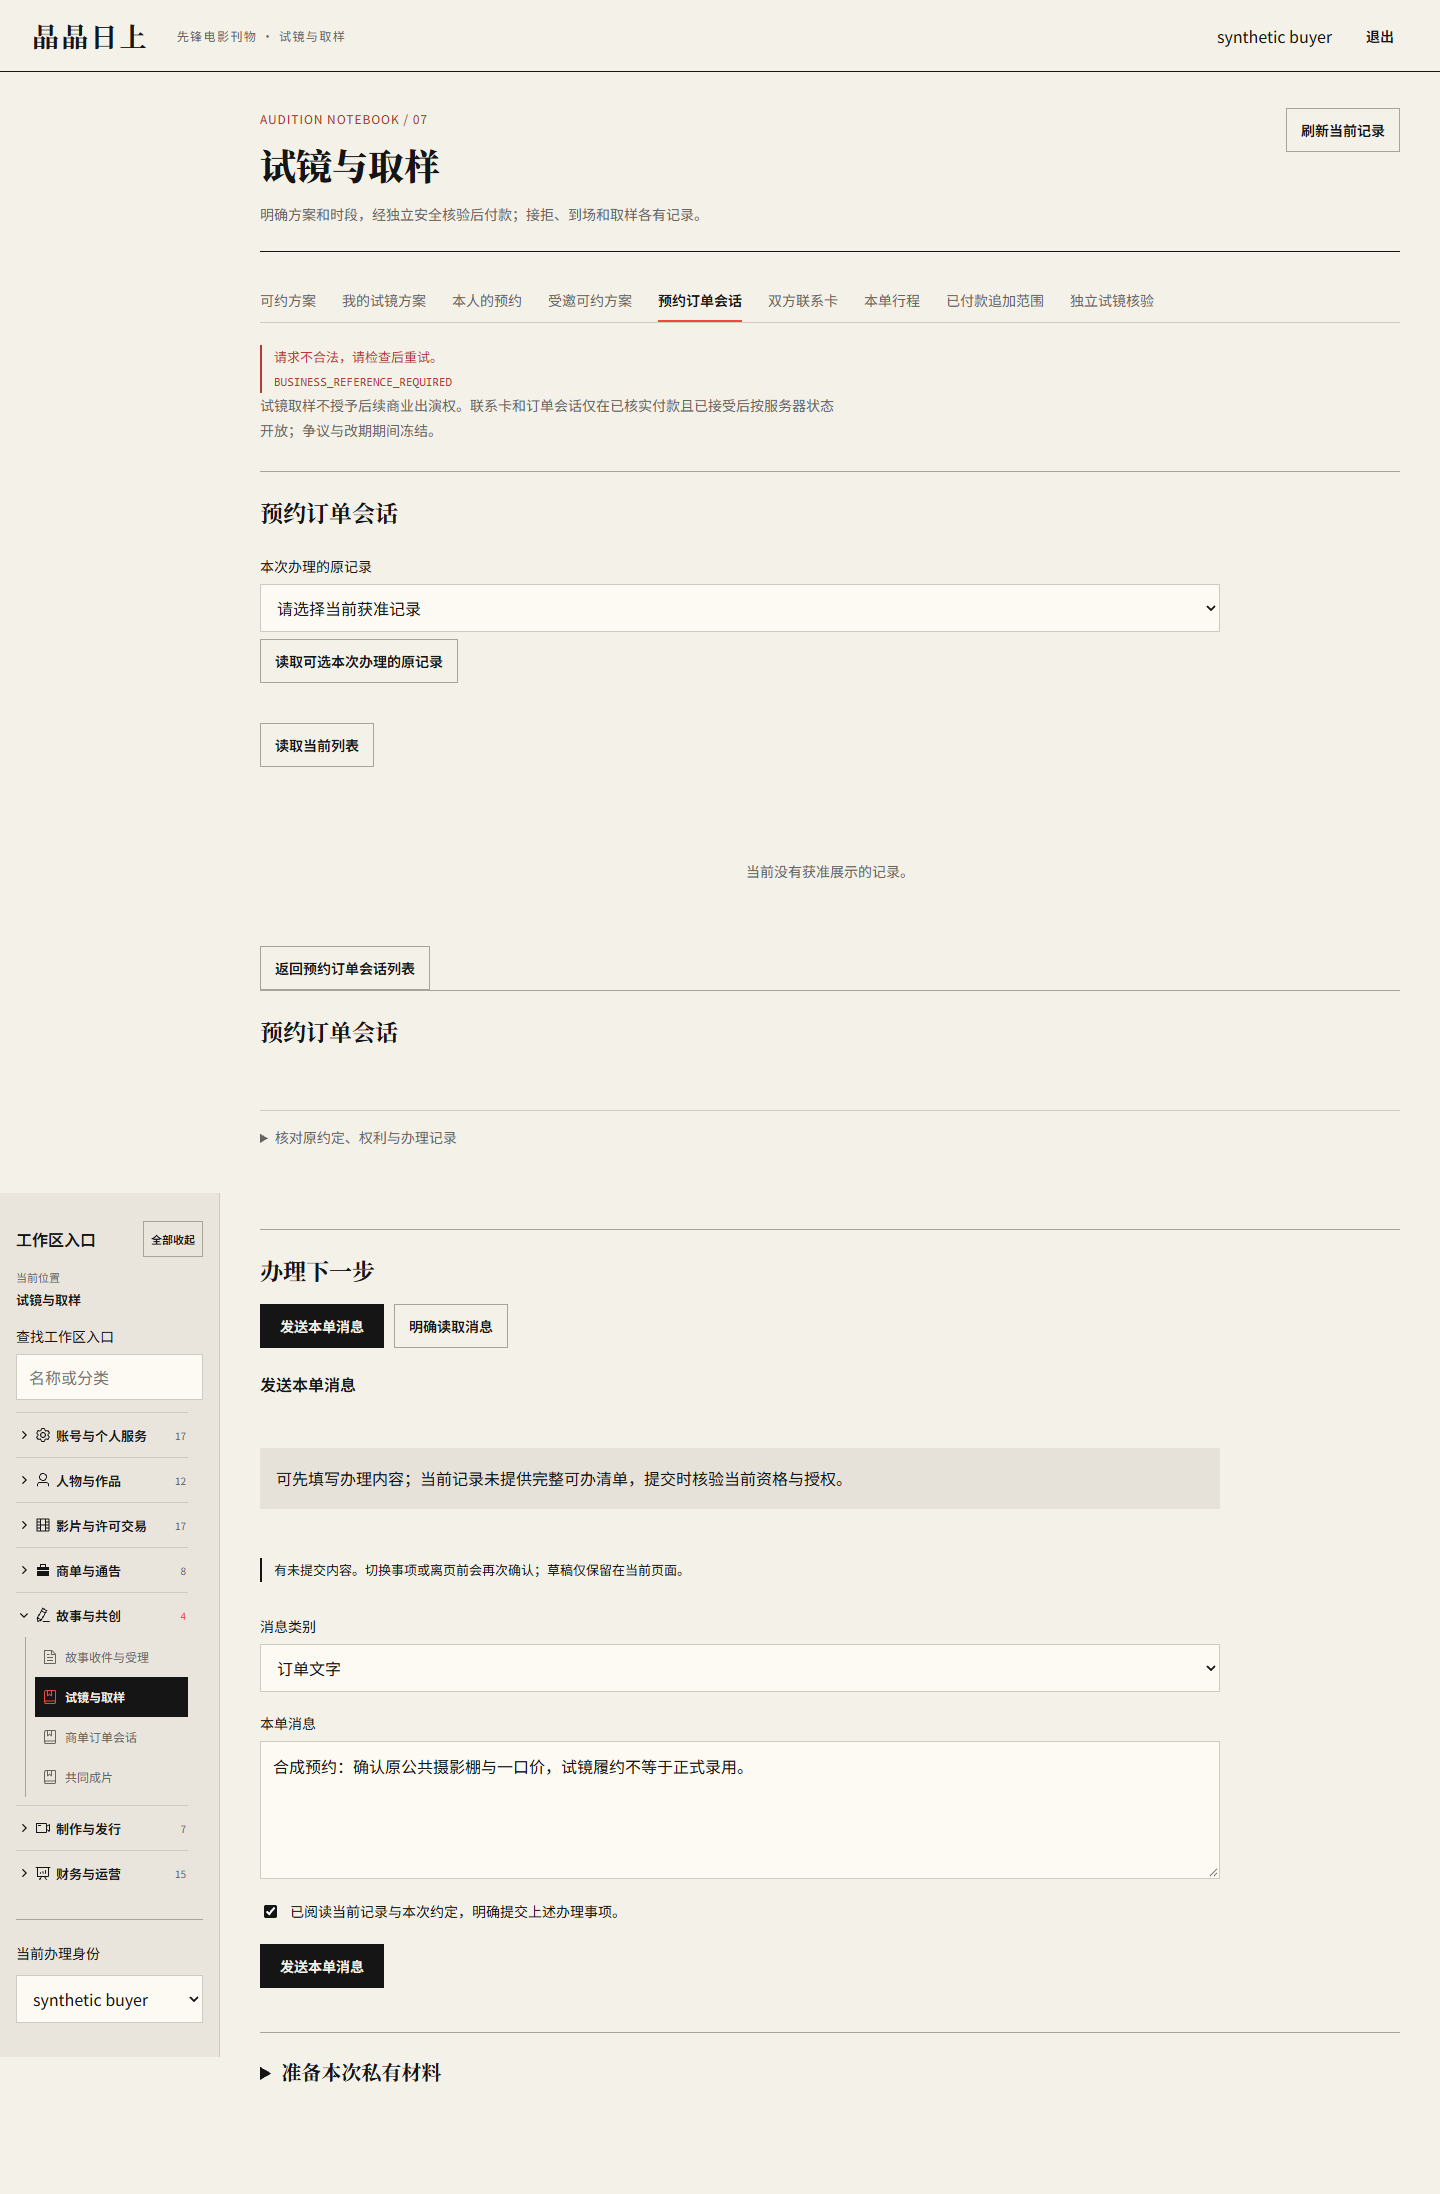 晶晶日上
先锋电影刊物 · 试镜与取样
synthetic buyer
退出
AUDITION NOTEBOOK / 07
刷新当前记录
试镜与取样
明确方案和时段，经独立安全核验后付款；接拒、到场和取样各有记录。
可约方案 我的试镜方案 本人的预约 受邀可约方案 预约订单会话 双方联系卡 本单行程 已付款追加范围 独立试镜核验
请求不合法，请检查后重试。
BUSINESS_REFERENCE_REQUIRED
试镜取样不授予后续商业出演权。联系卡和订单会话仅在已核实付款且已接受后按服务器状态
开放；争议与改期期间冻结。
预约订单会话
本次办理的原记录
请选择当前获准记录
读取可选本次办理的原记录
读取当前列表
当前没有获准展示的记录。
返回预约订单会话列表
预约订单会话
核对原约定、权利与办理记录
工作区入口
全部收起
当前位置
试镜与取样
查找工作区入口
名称或分类
账号与个人服务 17
人物与作品 12
影片与许可交易 17
商单与通告 8
故事与共创 4
故事收件与受理
试镜与取样
商单订单会话
共同成片
制作与发行 7
财务与运营 15
当前办理身份
synthetic buyer
办理下一步
发送本单消息 明确读取消息
发送本单消息
可先填写办理内容；当前记录未提供完整可办清单，提交时核验当前资格与授权。
有未提交内容。切换事项或离页前会再次确认；草稿仅保留在当前页面。
消息类别
订单文字
本单消息
合成预约：确认原公共摄影棚与一口价，试镜履约不等于正式录用。
已阅读当前记录与本次约定，明确提交上述办理事项。
发送本单消息
准备本次私有材料